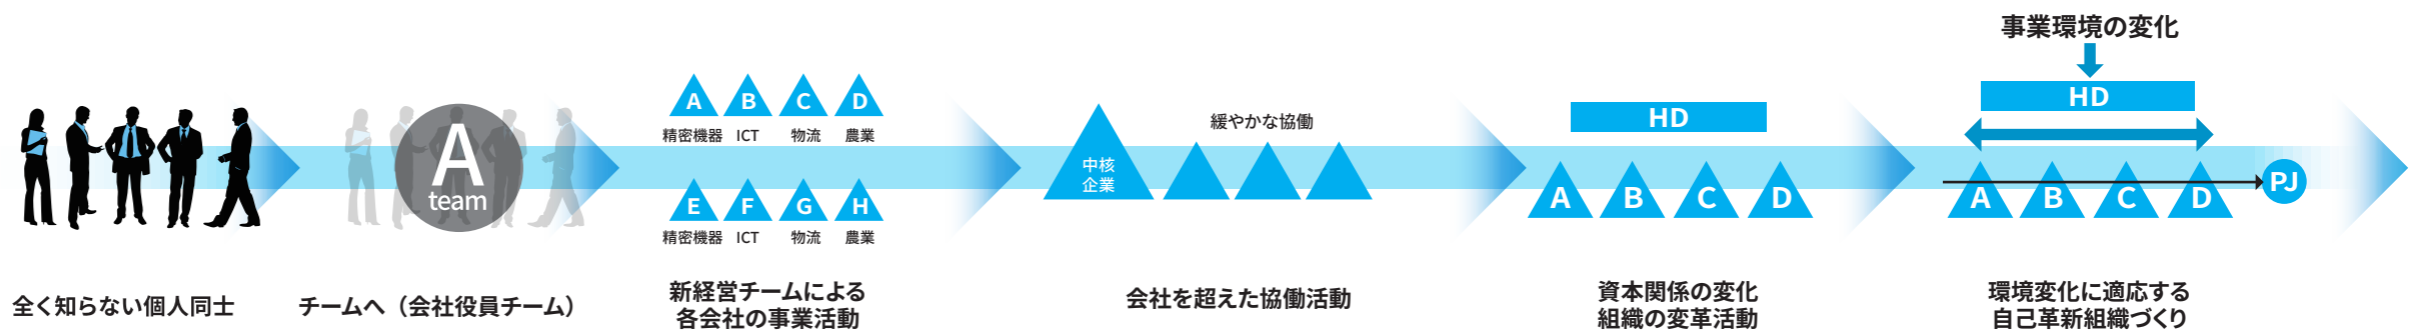 全く知らない個人同士
A
team
チームへ（会社役員チーム）
A B C D
精密機器 ICT 物流 農業
E F G H
精密機器 ICT 物流 農業
新経営チームによる
各会社の事業活動
緩やかな協働
中核
企業
会社を超えた協働活動
HD
A B C D
資本関係の変化
組織の変革活動
事業環境の変化
HD
A B C D PJ
環境変化に適応する
自己革新組織づくり